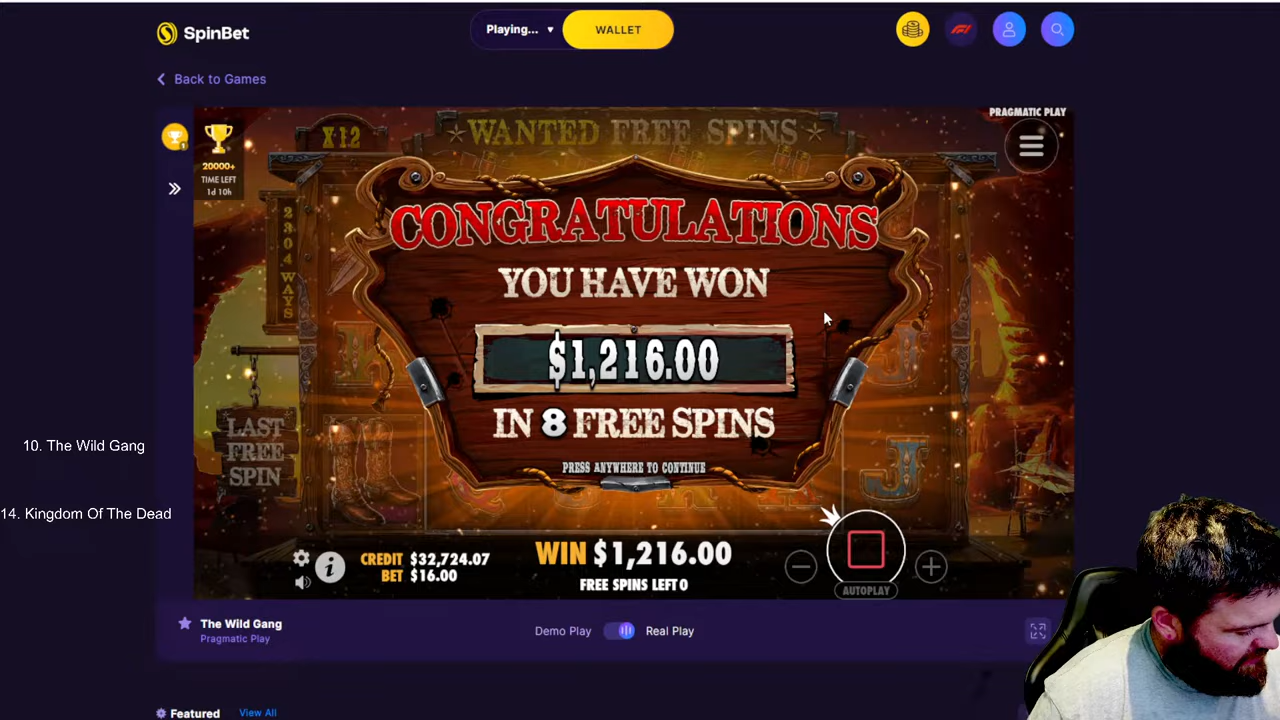 SpinBet
Playing... ▼
WALLET
Back to Games
PRAGMATIC PLAY
20000+
TIME LEFT
1d 10h
X12
WANTED FREE SPINS
2304 WAYS
CONGRATULATIONS
YOU HAVE WON
$1,216.00
IN 8 FREE SPINS
PRESS ANYWHERE TO CONTINUE
LAST
FREE
SPIN
J
10. The Wild Gang
14. Kingdom Of The Dead
CREDIT $32,724.07
BET $16.00
WIN $1,216.00
FREE SPINS LEFT 0
AUTOPLAY
The Wild Gang
Pragmatic Play
Demo Play
Real Play
Featured
View All